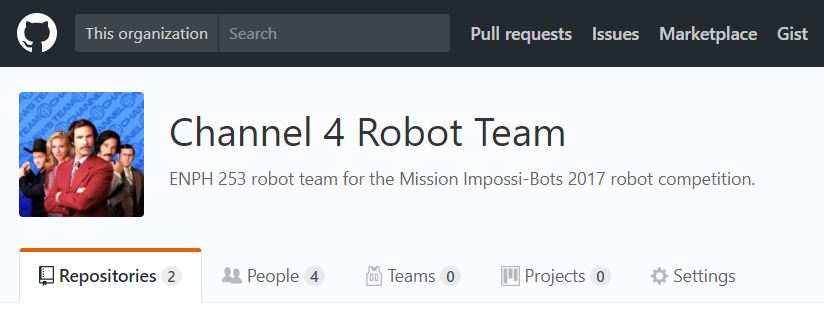 This organization Search Pull requests Issues Marketplace Gist
Channel 4 Robot Team
ENPH 253 robot team for the Mission Impossi-Bots 2017 robot competition.
Repositories 2 People 4 Teams 0 Projects 0 Settings